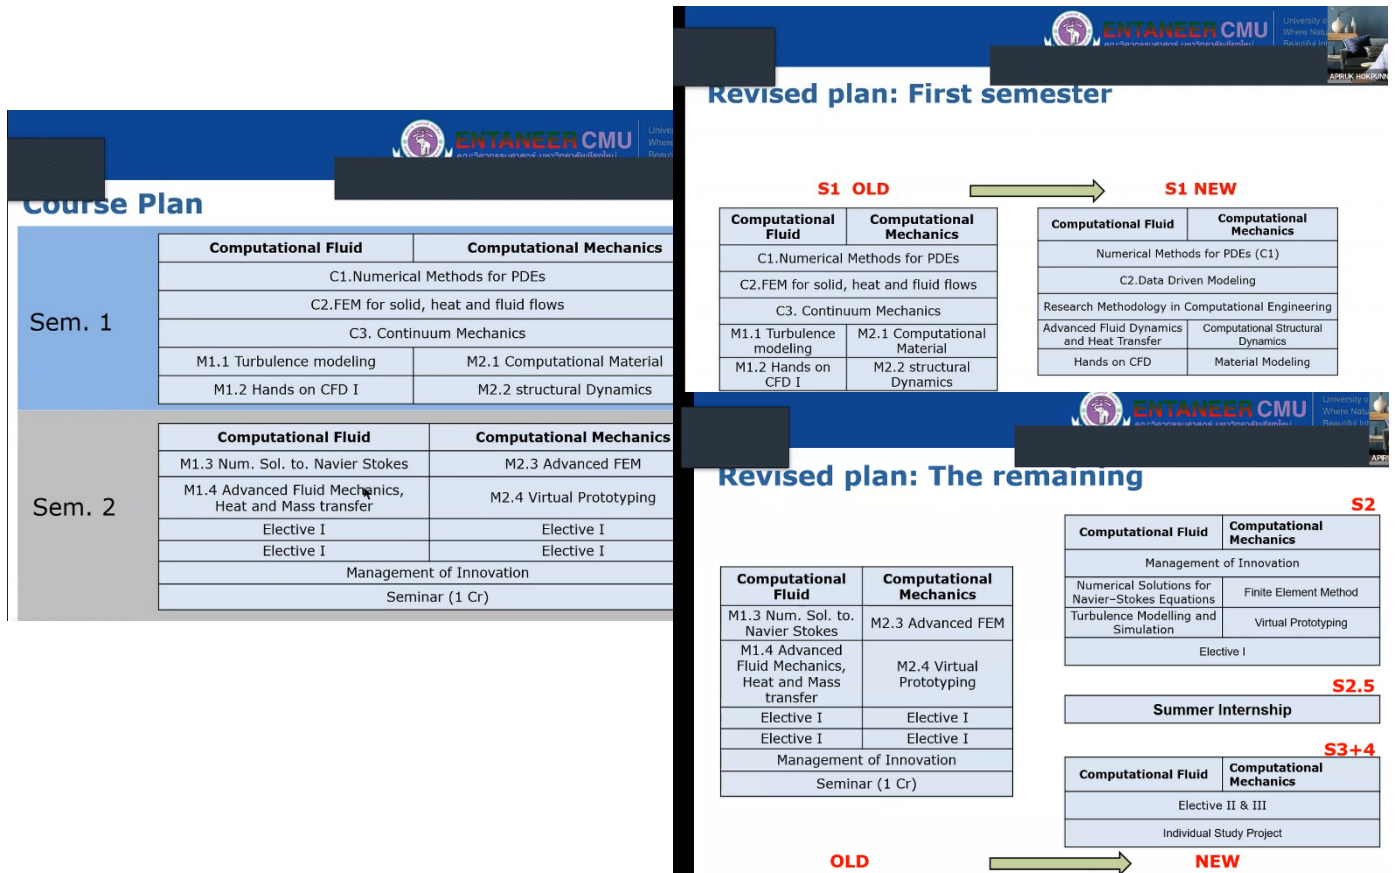 ENTANEER CMU
Course Plan
Sem. 1
Computational Fluid Computational Mechanics
C1.Numerical Methods for PDEs
C2.FEM for solid, heat and fluid flows
C3. Continuum Mechanics
M1.1 Turbulence modeling M2.1 Computational Material
M1.2 Hands on CFD I M2.2 structural Dynamics
Sem. 2
Computational Fluid Computational Mechanics
M1.3 Num. Sol. to. Navier Stokes M2.3 Advanced FEM
M1.4 Advanced Fluid Mechanics,
Heat and Mass transfer
M2.4 Virtual Prototyping
Elective I Elective I
Elective I Elective I
Management of Innovation
Seminar (1 Cr)
ENTANEER CMU
University o
Where Natu
Beautiful Int
APIRUK HOKPUNN
Revised plan: First semester
S1 OLD
S1 NEW
Computational
Fluid
Computational
Mechanics
C1.Numerical Methods for PDEs
C2.FEM for solid, heat and fluid flows
C3. Continuum Mechanics
M1.1 Turbulence
modeling
M2.1 Computational
Material
M1.2 Hands on
CFD I
M2.2 structural
Dynamics
Computational Fluid
Computational
Mechanics
Numerical Methods for PDEs (C1)
C2.Data Driven Modeling
Research Methodology in Computational Engineering
Advanced Fluid Dynamics
and Heat Transfer
Computational Structural
Dynamics
Hands on CFD Material Modeling
ENTANEER CMU
University o
Where Natu
Revised plan: The remaining
Computational
Fluid
Computational
Mechanics
M1.3 Num. Sol. to.
Navier Stokes
M2.3 Advanced FEM
M1.4 Advanced
Fluid Mechanics,
Heat and Mass
transfer
M2.4 Virtual
Prototyping
Elective I Elective I
Elective I Elective I
Management of Innovation
Seminar (1 Cr)
S2
Computational Fluid
Computational
Mechanics
Management of Innovation
Numerical Solutions for
Navier–Stokes Equations
Finite Element Method
Turbulence Modelling and
Simulation
Virtual Prototyping
Elective I
S2.5
Summer Internship
S3+4
Computational Fluid
Computational
Mechanics
Elective II & III
Individual Study Project
OLD
NEW